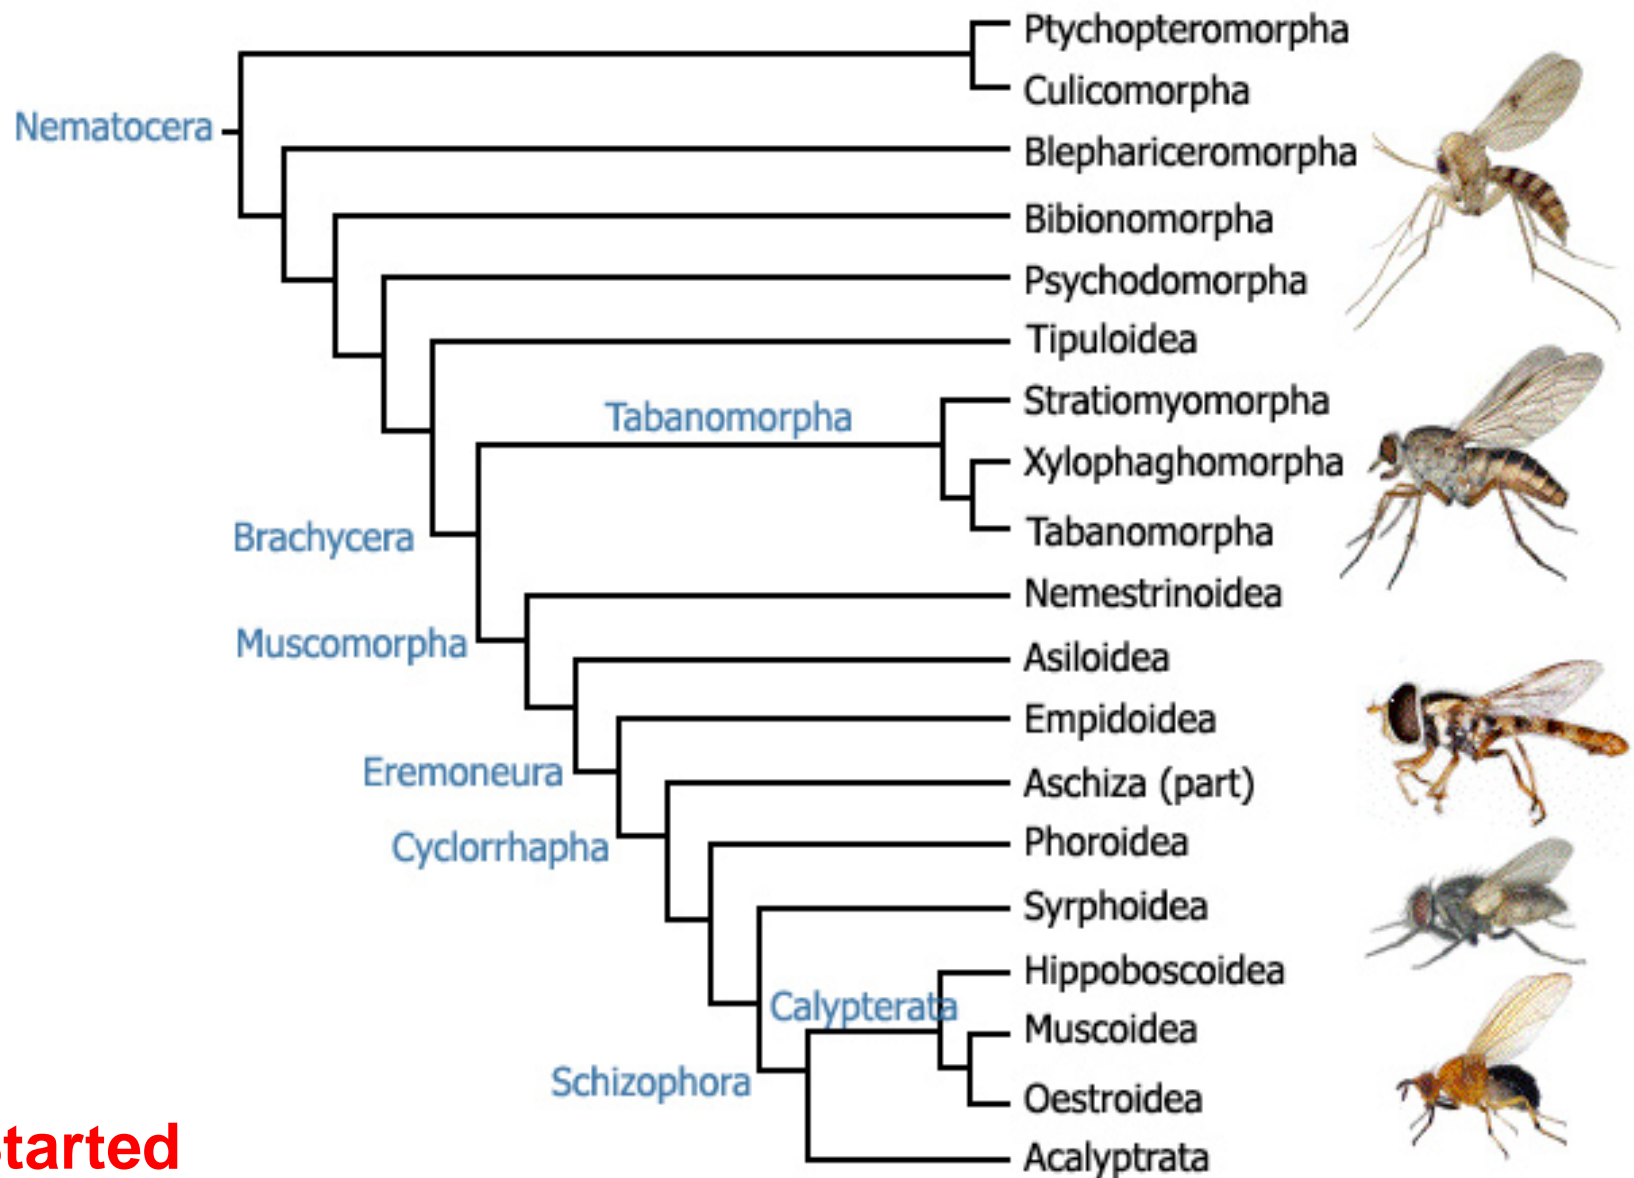 Ptychopteromorpha
Culicomorpha
Nematocera
Blephariceromorpha
Bibionomorpha
Psychodomorpha
Tipuloidea
Tabanomorpha
Stratiomyomorpha
Xylophaghomorpha
Tabanomorpha
Brachycera
Nemestrinoidea
Muscomorpha
Asiloidea
Empidoidea
Eremoneura
Aschiza (part)
Cyclorrhapha
Phoroidea
Syrphoidea
Hippoboscoidea
Calypterata
Muscoidea
Schizophora
Oestroidea
tarted
Acalyptrata